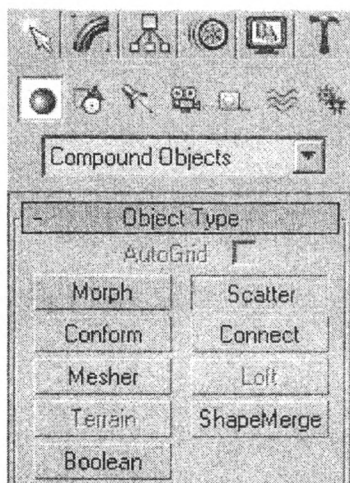 Compound Objects
- Object Type
AutoGrid
Morph Scatter
Conform Connect
Mesher Loft
Terrain ShapeMerge
Boolean